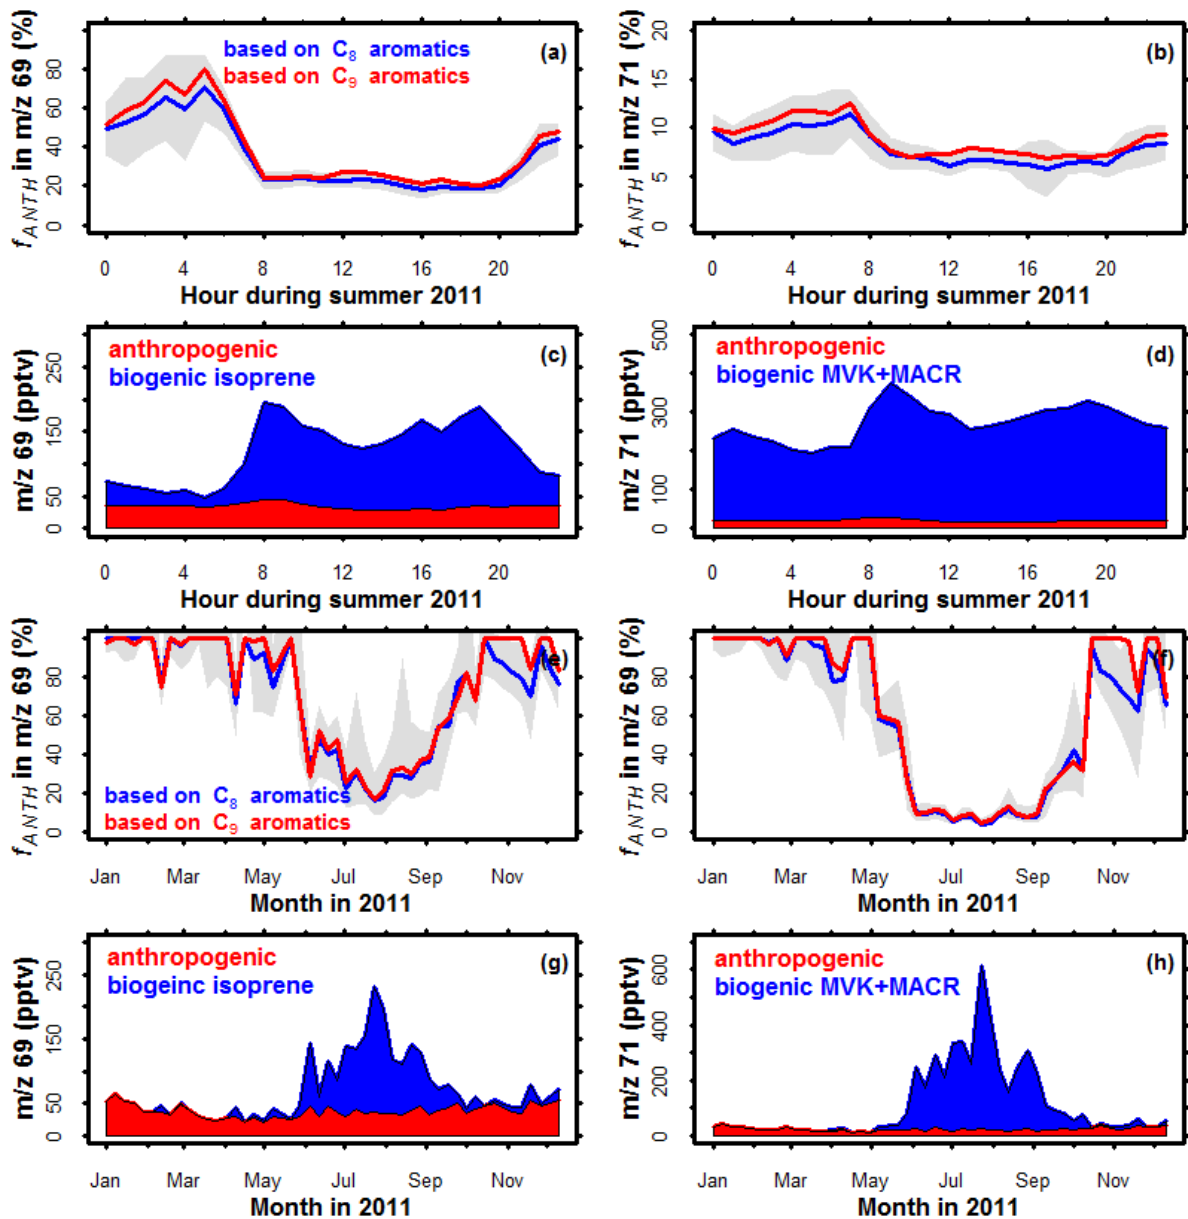 f_ANTH in m/z 69 (%)
0 20 40 60 80
based on C₈ aromatics
based on C₉ aromatics
(a)
0 4 8 12 16 20
Hour during summer 2011
f_ANTH in m/z 71 (%)
0 5 10 15 20
(b)
0 4 8 12 16 20
Hour during summer 2011
m/z 69 (pptv)
0 50 150 250
anthropogenic
biogenic isoprene
(c)
0 4 8 12 16 20
Hour during summer 2011
m/z 71 (pptv)
0 100 300 500
anthropogenic
biogenic MVK+MACR
(d)
0 4 8 12 16 20
Hour during summer 2011
f_ANTH in m/z 69 (%)
0 20 40 60 80
(e)
based on C₈ aromatics
based on C₉ aromatics
Jan Mar May Jul Sep Nov
Month in 2011
f_ANTH in m/z 69 (%)
0 20 40 60 80
(f)
Jan Mar May Jul Sep Nov
Month in 2011
m/z 69 (pptv)
0 50 150 250
anthropogenic
biogeinc isoprene
(g)
Jan Mar May Jul Sep Nov
Month in 2011
m/z 71 (pptv)
0 200 400 600
anthropogenic
biogenic MVK+MACR
(h)
Jan Mar May Jul Sep Nov
Month in 2011